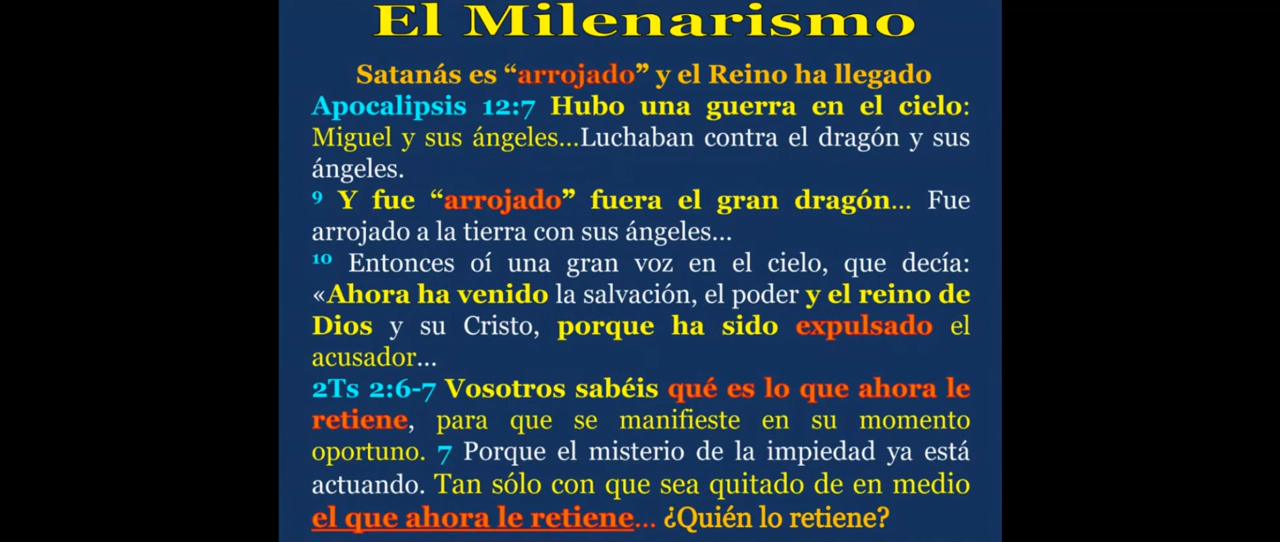 El Milenarismo
Satanás es “arrojado” y el Reino ha llegado
Apocalipsis 12:7 Hubo una guerra en el cielo:
Miguel y sus ángeles...Luchaban contra el dragón y sus
ángeles.
9 Y fue “arrojado” fuera el gran dragón... Fue
arrojado a la tierra con sus ángeles...
10 Entonces oí una gran voz en el cielo, que decía:
«Ahora ha venido la salvación, el poder y el reino de
Dios y su Cristo, porque ha sido expulsado el
acusador...
2Ts 2:6-7 Vosotros sabéis qué es lo que ahora le
retiene, para que se manifieste en su momento
oportuno. 7 Porque el misterio de la impiedad ya está
actuando. Tan sólo con que sea quitado de en medio
el que ahora le retiene... ¿Quién lo retiene?